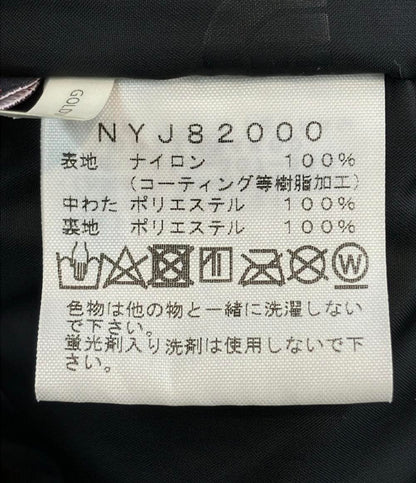 GOLD
NYJ82000
表地 ナイロン 100%
(コーティング等樹脂加工)
中わた ポリエステル 100%
裏地 ポリエステル 100%
W
色物は他の物と一緒に洗濯しない
で下さい。
蛍光剤入り洗剤は使用しないで下
さい。